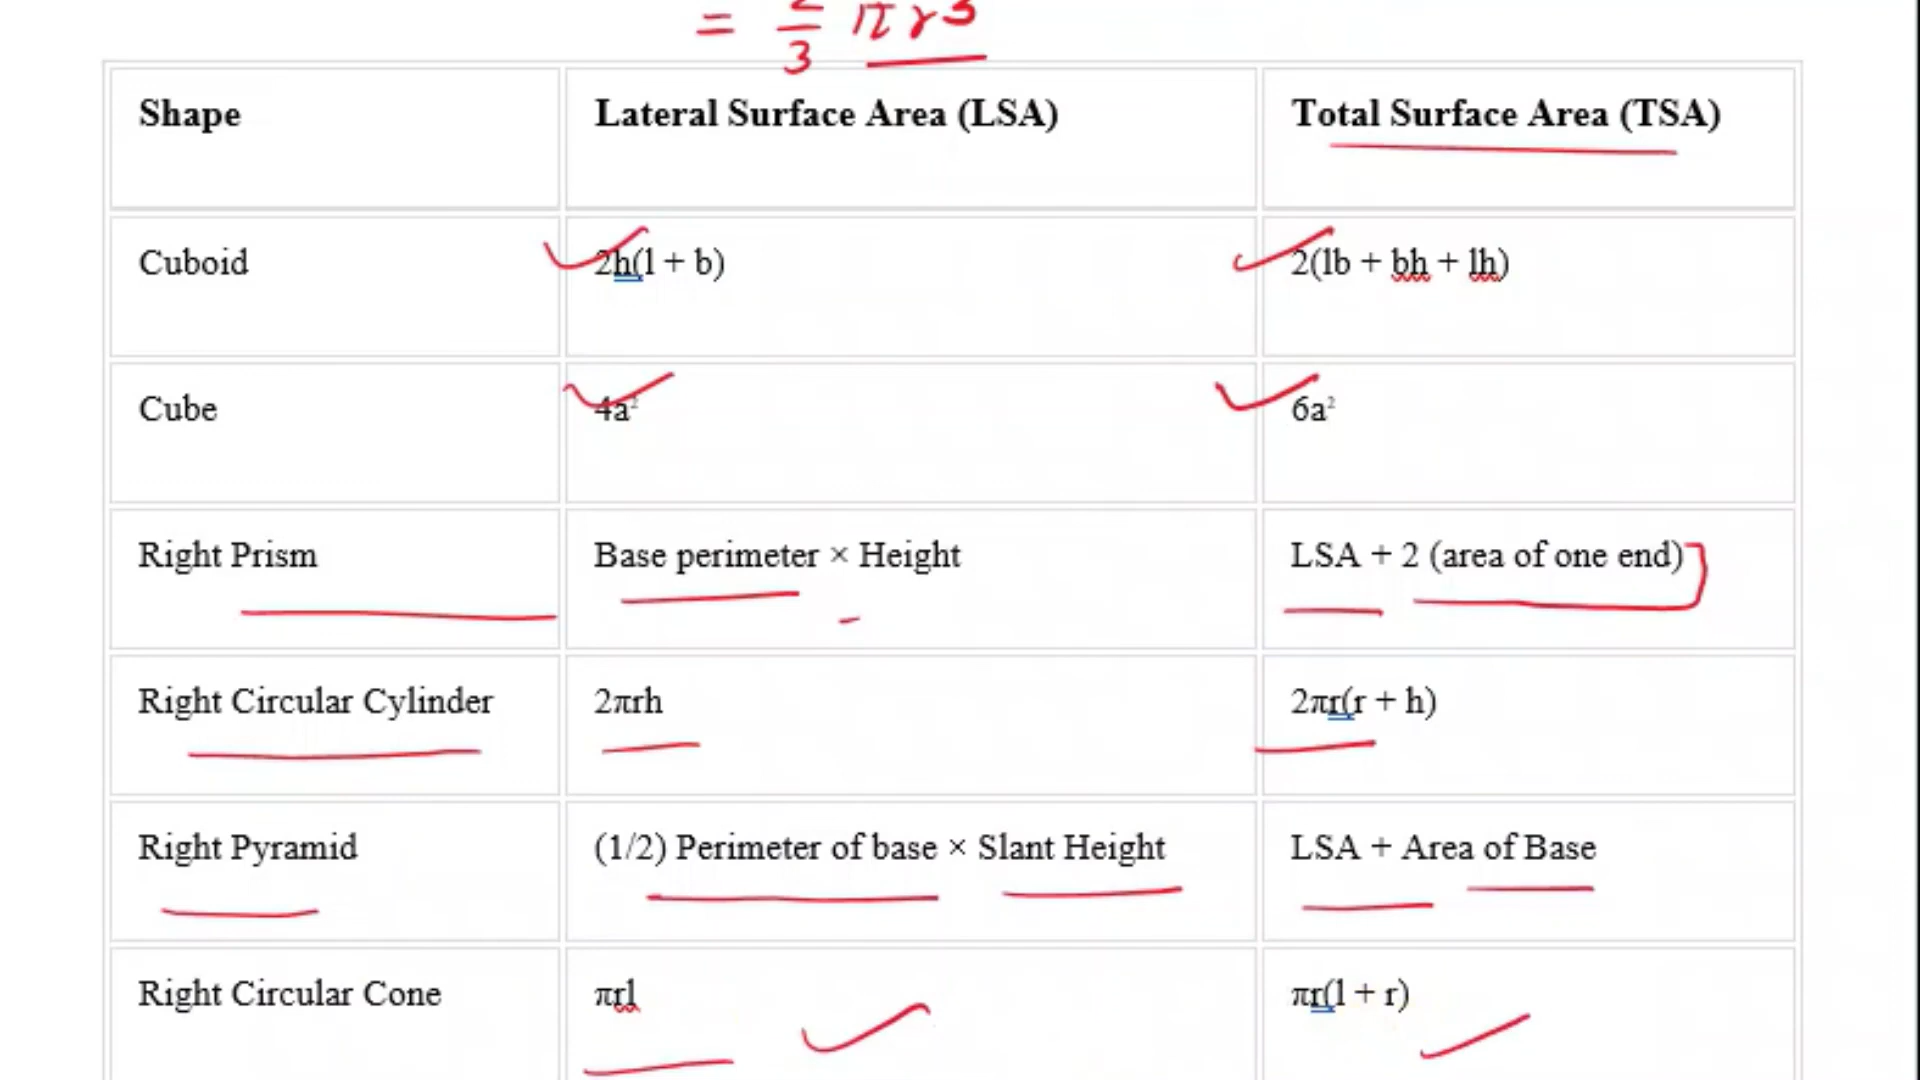 = 2/3 πr³
Shape Lateral Surface Area (LSA) Total Surface Area (TSA)
Cuboid 2h(l + b) 2(lb + bh + lh)
Cube 4a² 6a²
Right Prism Base perimeter × Height LSA + 2 (area of one end)
Right Circular Cylinder 2πrh 2πr(r + h)
Right Pyramid (1/2) Perimeter of base × Slant Height LSA + Area of Base
Right Circular Cone πrl πr(l + r)